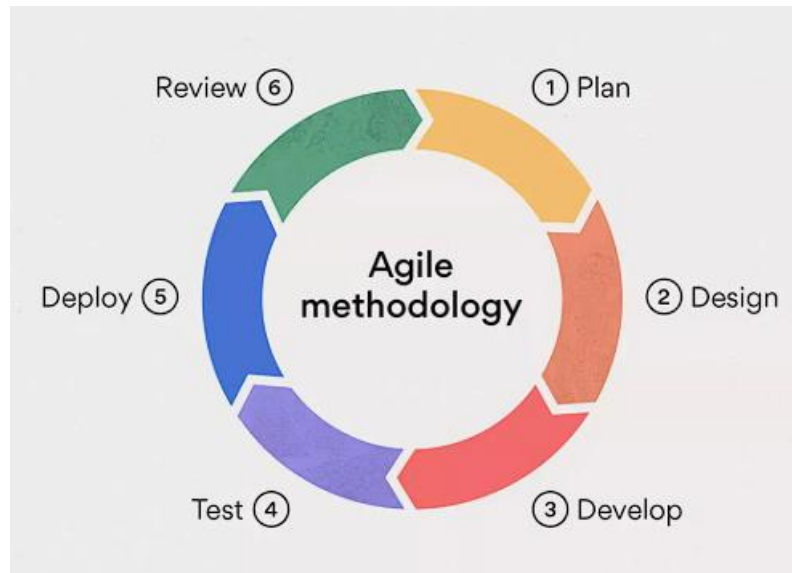 Agile
methodology
1 Plan
2 Design
3 Develop
Test 4
Deploy 5
Review 6